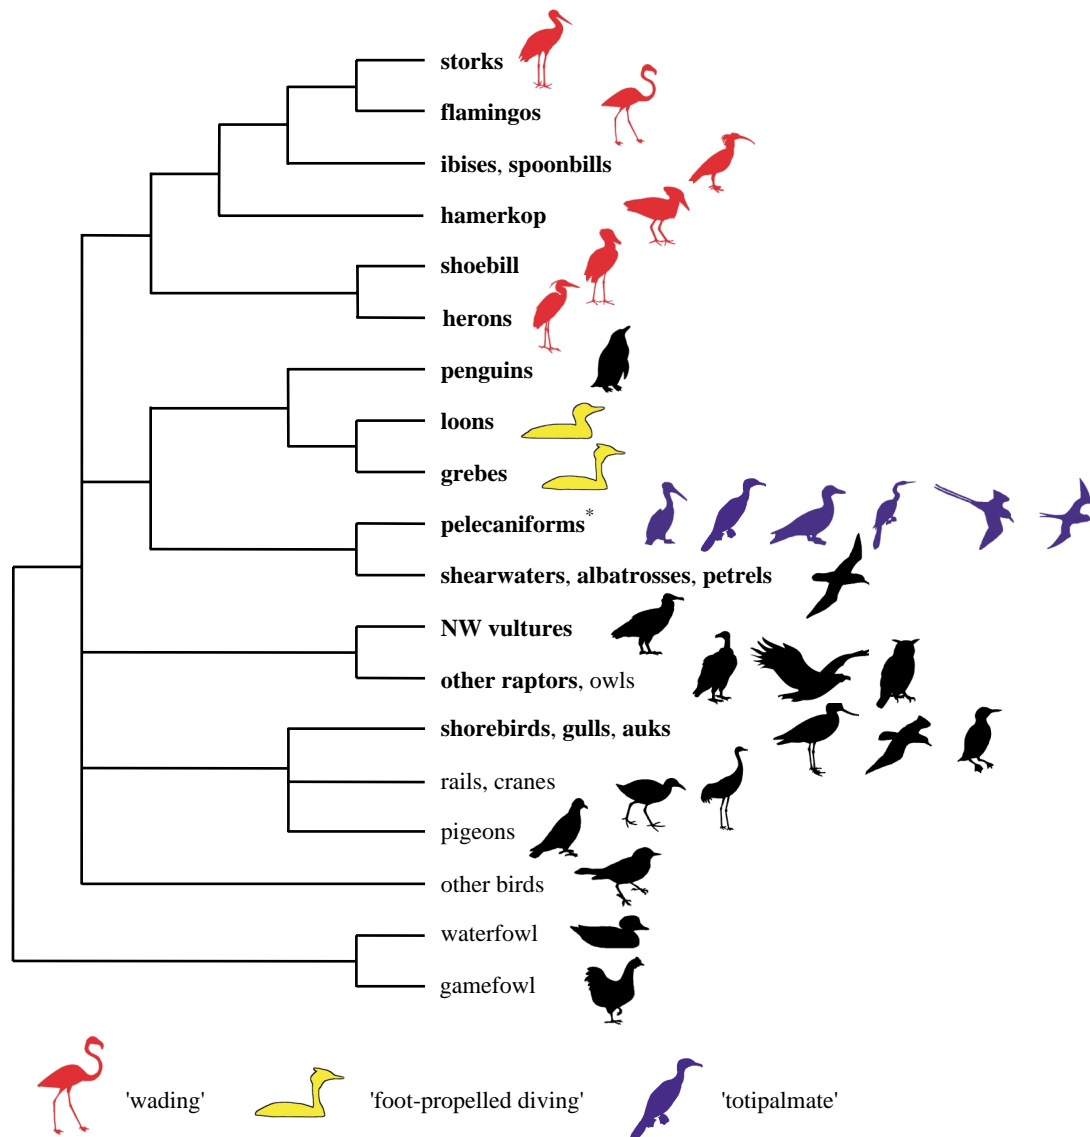 storks
flamingos
ibises, spoonbills
hamerkop
shoebill
herons
penguins
loons
grebes
pelecaniforms*
shearwaters, albatrosses, petrels
NW vultures
other raptors, owls
shorebirds, gulls, auks
rails, cranes
pigeons
other birds
waterfowl
gamefowl
'wading' 'foot-propelled diving' 'totipalmate'